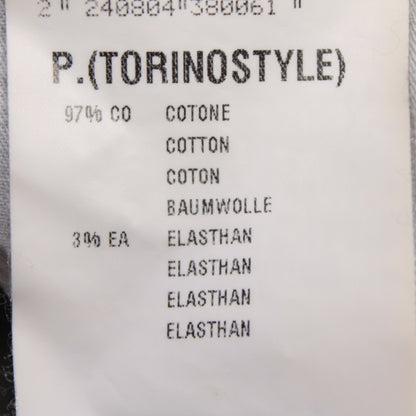 2 " 240804"380061 "
P.(TORINOSTYLE)
97% CO COTONE
COTTON
COTON
BAUMWOLLE
3% EA ELASTHAN
ELASTHAN
ELASTHAN
ELASTHAN